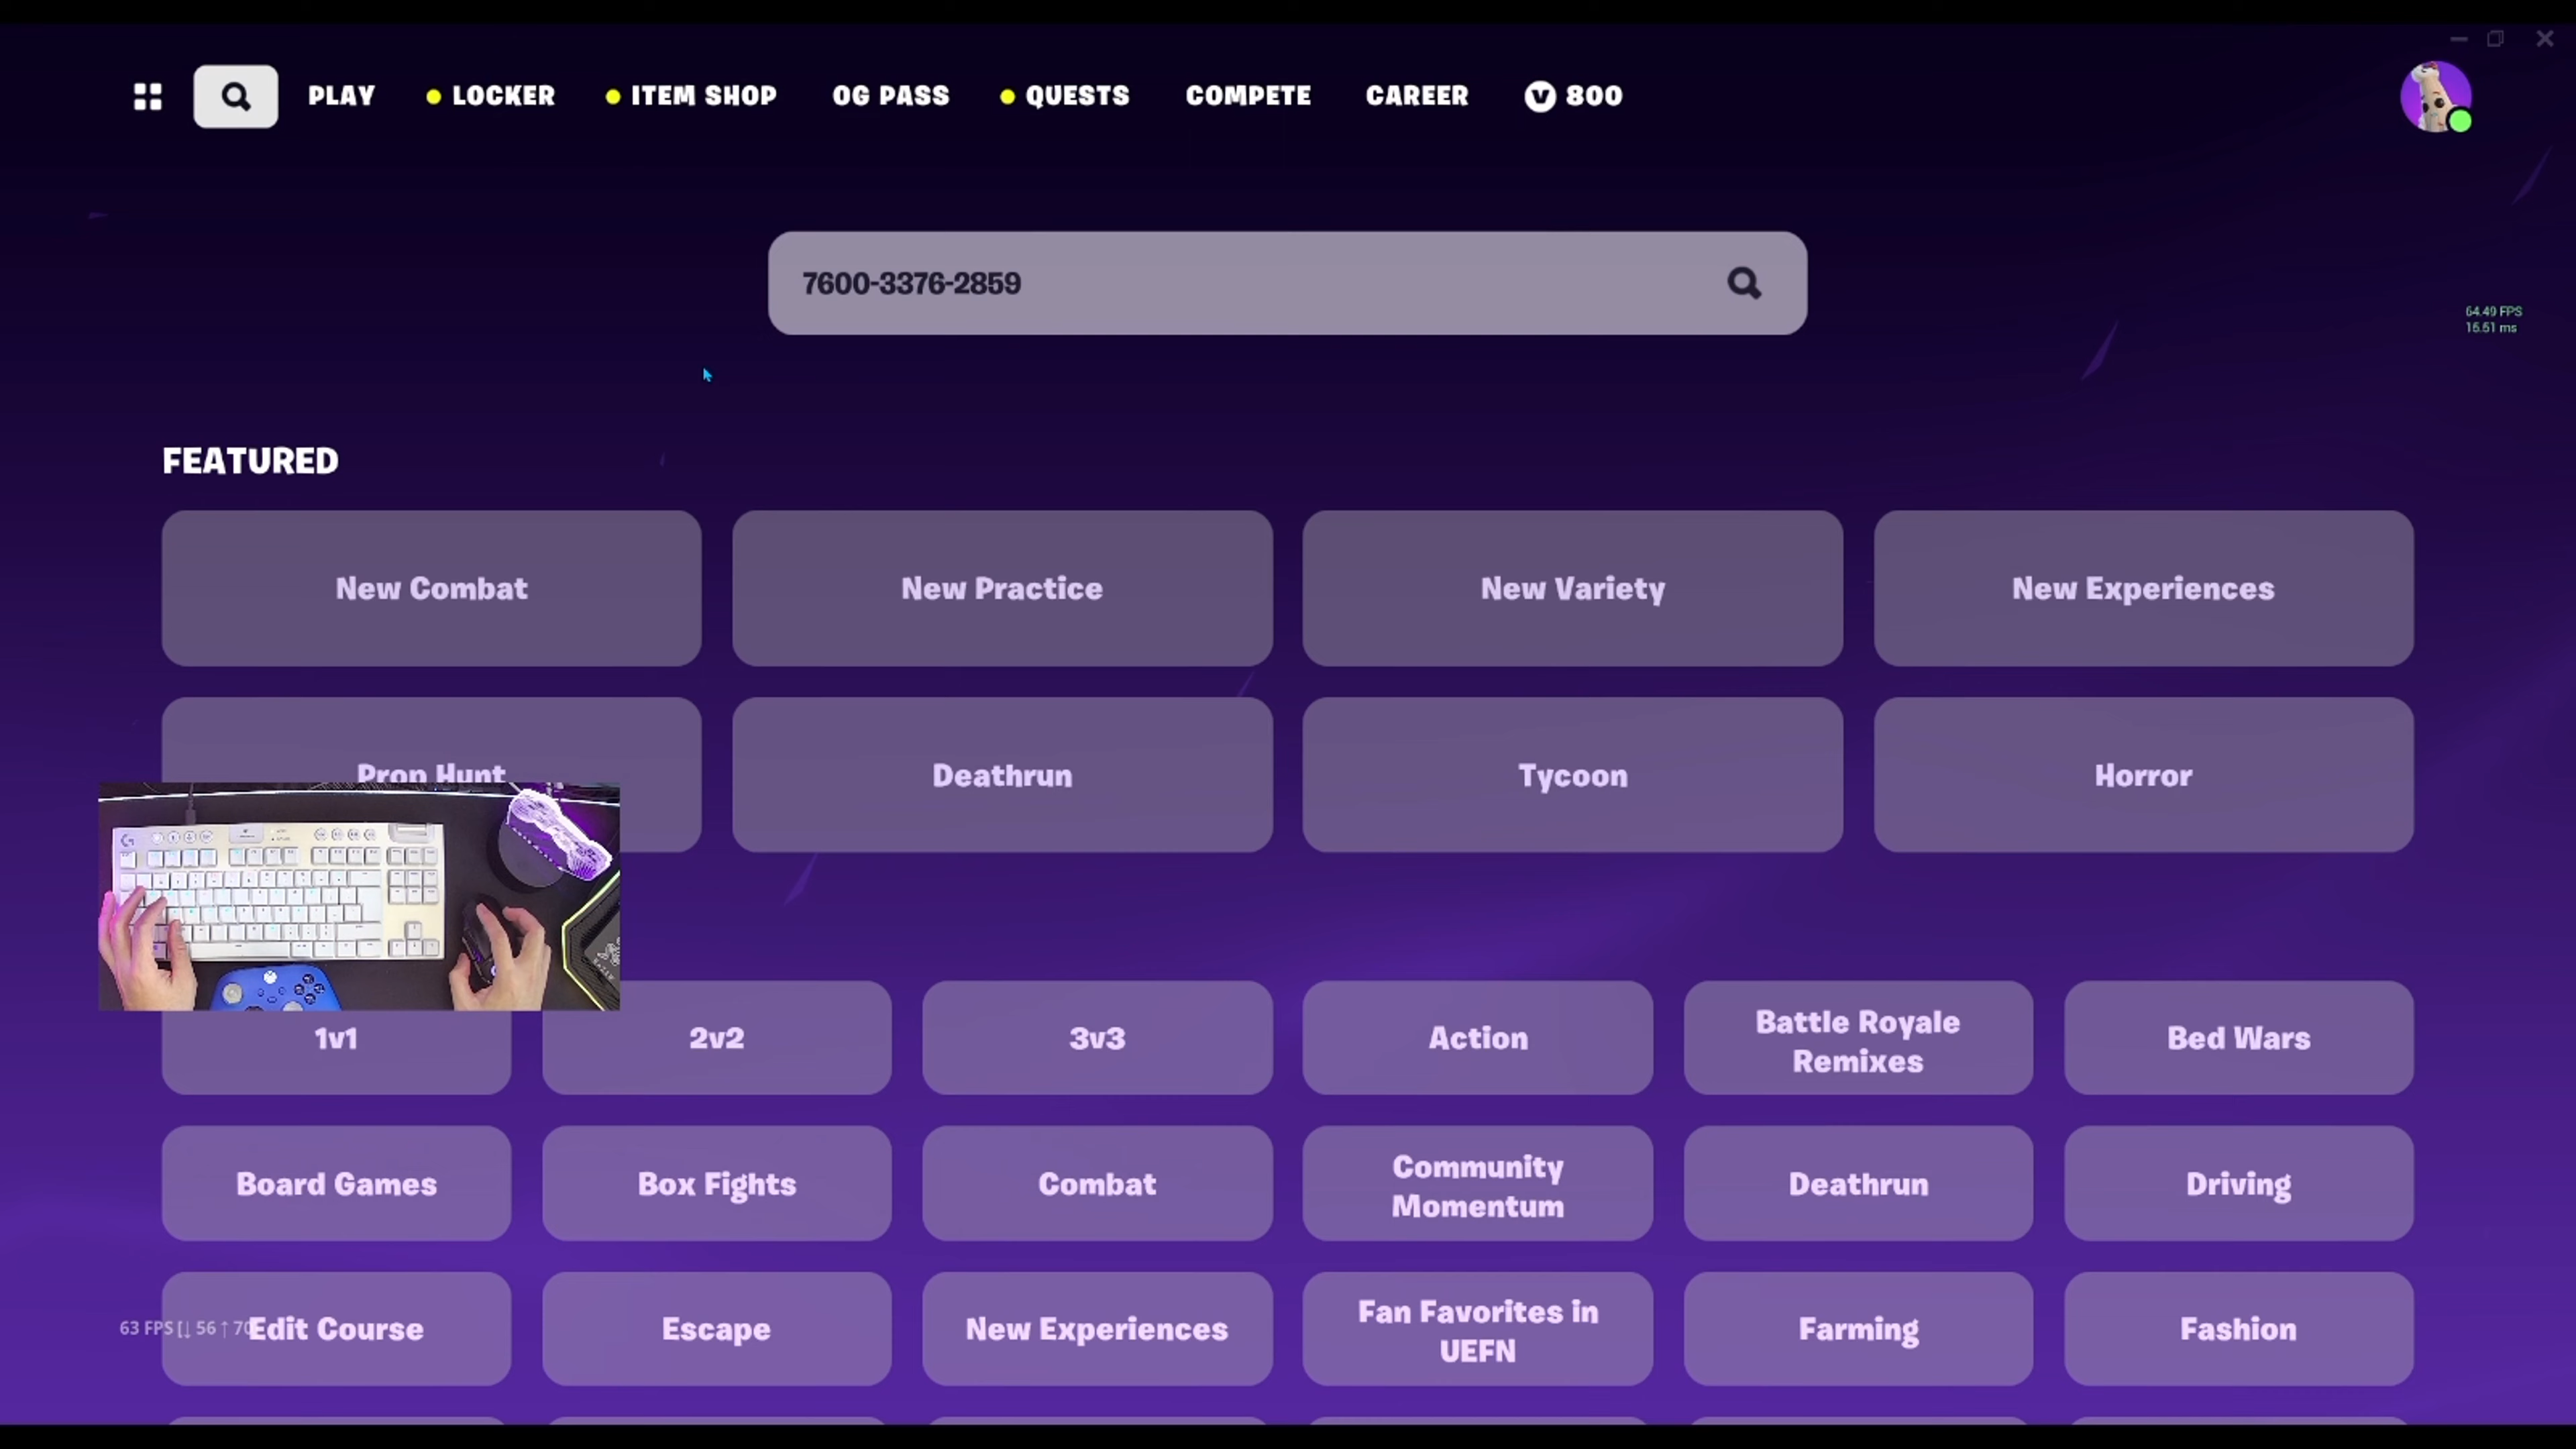 PLAY LOCKER ITEM SHOP OG PASS QUESTS COMPETE CAREER 800
7600-3376-2859
64.49 FPS
15.51 ms
FEATURED
New Combat New Practice New Variety New Experiences
Prop Hunt Deathrun Tycoon Horror
1v1 2v2 3v3 Action Battle Royale
Remixes Bed Wars
Board Games Box Fights Combat Community
Momentum Deathrun Driving
63 FPS [↓ 56 ↑ 70 Edit Course Escape New Experiences Fan Favorites in
UEFN Farming Fashion